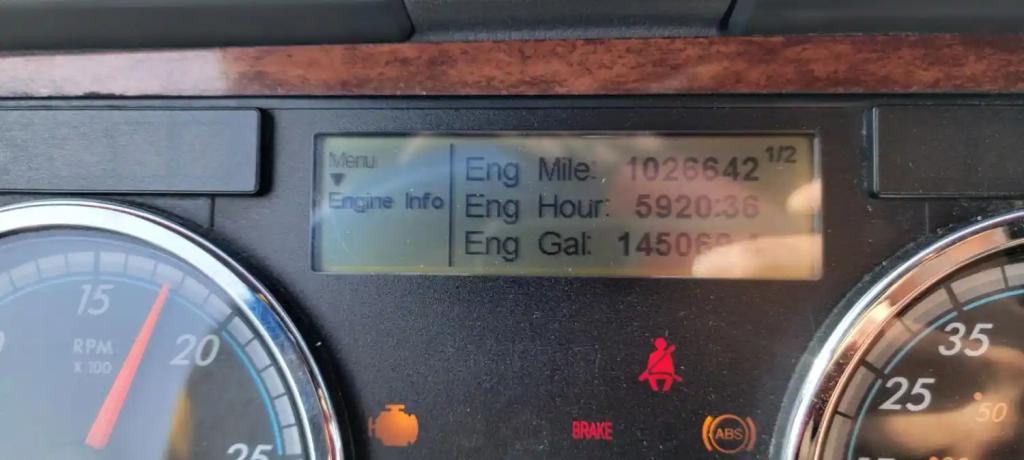 Menu
Engine Info
1/2
Eng Mile: 1026642
Eng Hour: 5920:36
Eng Gal:
15
20
25
RPM
X 100
BRAKE
ABS
35
25
50